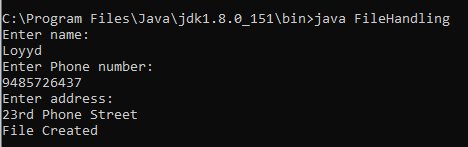 C:\Program Files\Java\jdk1.8.0_151\bin>java FileHandling
Enter name:
Loyyd
Enter Phone number:
9485726437
Enter address:
23rd Phone Street
File Created